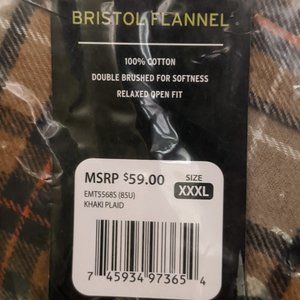 BRISTOL FLANNEL
100% COTTON
DOUBLE BRUSHED FOR SOFTNESS
RELAXED OPEN FIT
MSRP $59.00
SIZE
XXXL
EMTS568S (8SU)
KHAKI PLAID
7 45934 97365 4